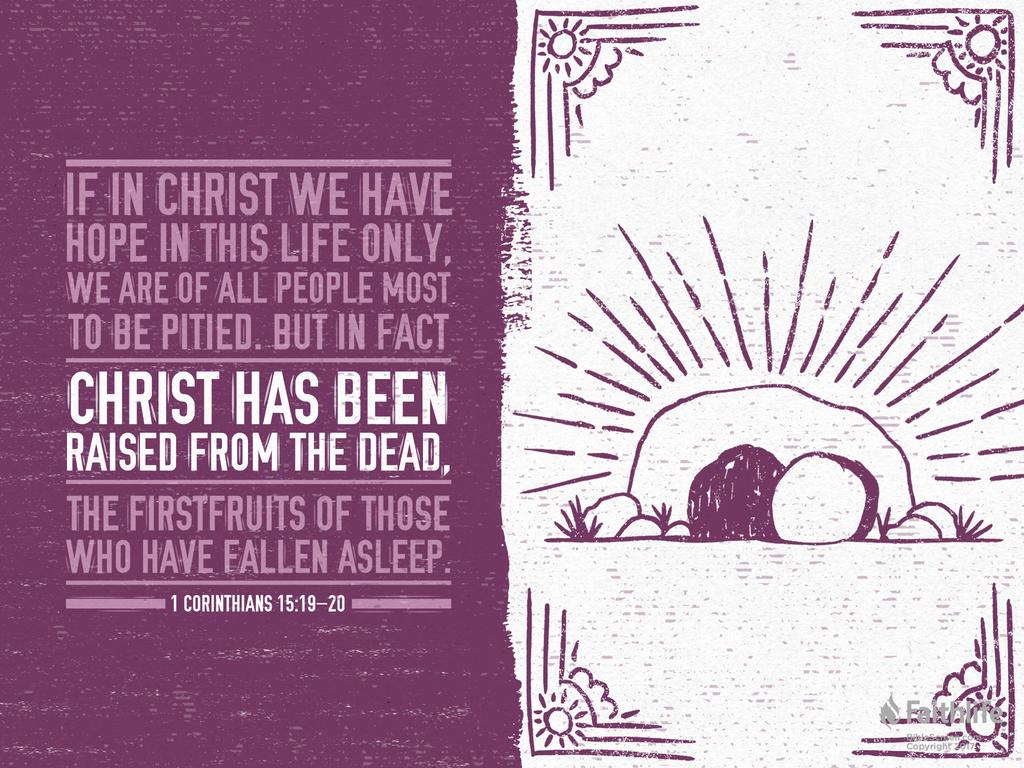 IF IN CHRIST WE HAVE
HOPE IN THIS LIFE ONLY,
WE ARE OF ALL PEOPLE MOST
TO BE PITIED. BUT IN FACT
CHRIST HAS BEEN
RAISED FROM THE DEAD,
THE FIRSTFRUITS OF THOSE
WHO HAVE FALLEN ASLEEP.
1 CORINTHIANS 15:19–20
Faithlife
Copyright 2017